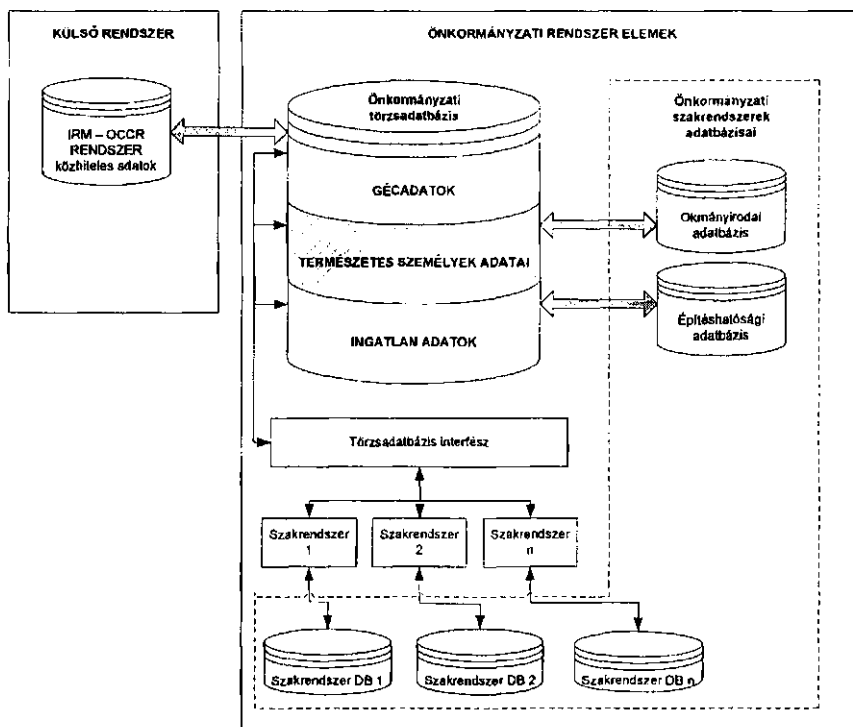 KÜLSŐ RENDSZER
IRM – OCCR
RENDSZER
közhiteles adatok
ÖNKORMÁNYZATI RENDSZER ELEMEK
Önkormányzati
törzsadatbázis
GÉCADATOK
TERMÉSZETES SZEMÉLYEK ADATAI
INGATLAN ADATOK
Önkormányzati
szakrendszerek
adatbázisai
Okmányirodai
adatbázis
Építéshatósági
adatbázis
Törzsadatbázis interfész
Szakrendszer
1
Szakrendszer
2
Szakrendszer
n
Szakrendszer DB 1
Szakrendszer DB 2
Szakrendszer DB n